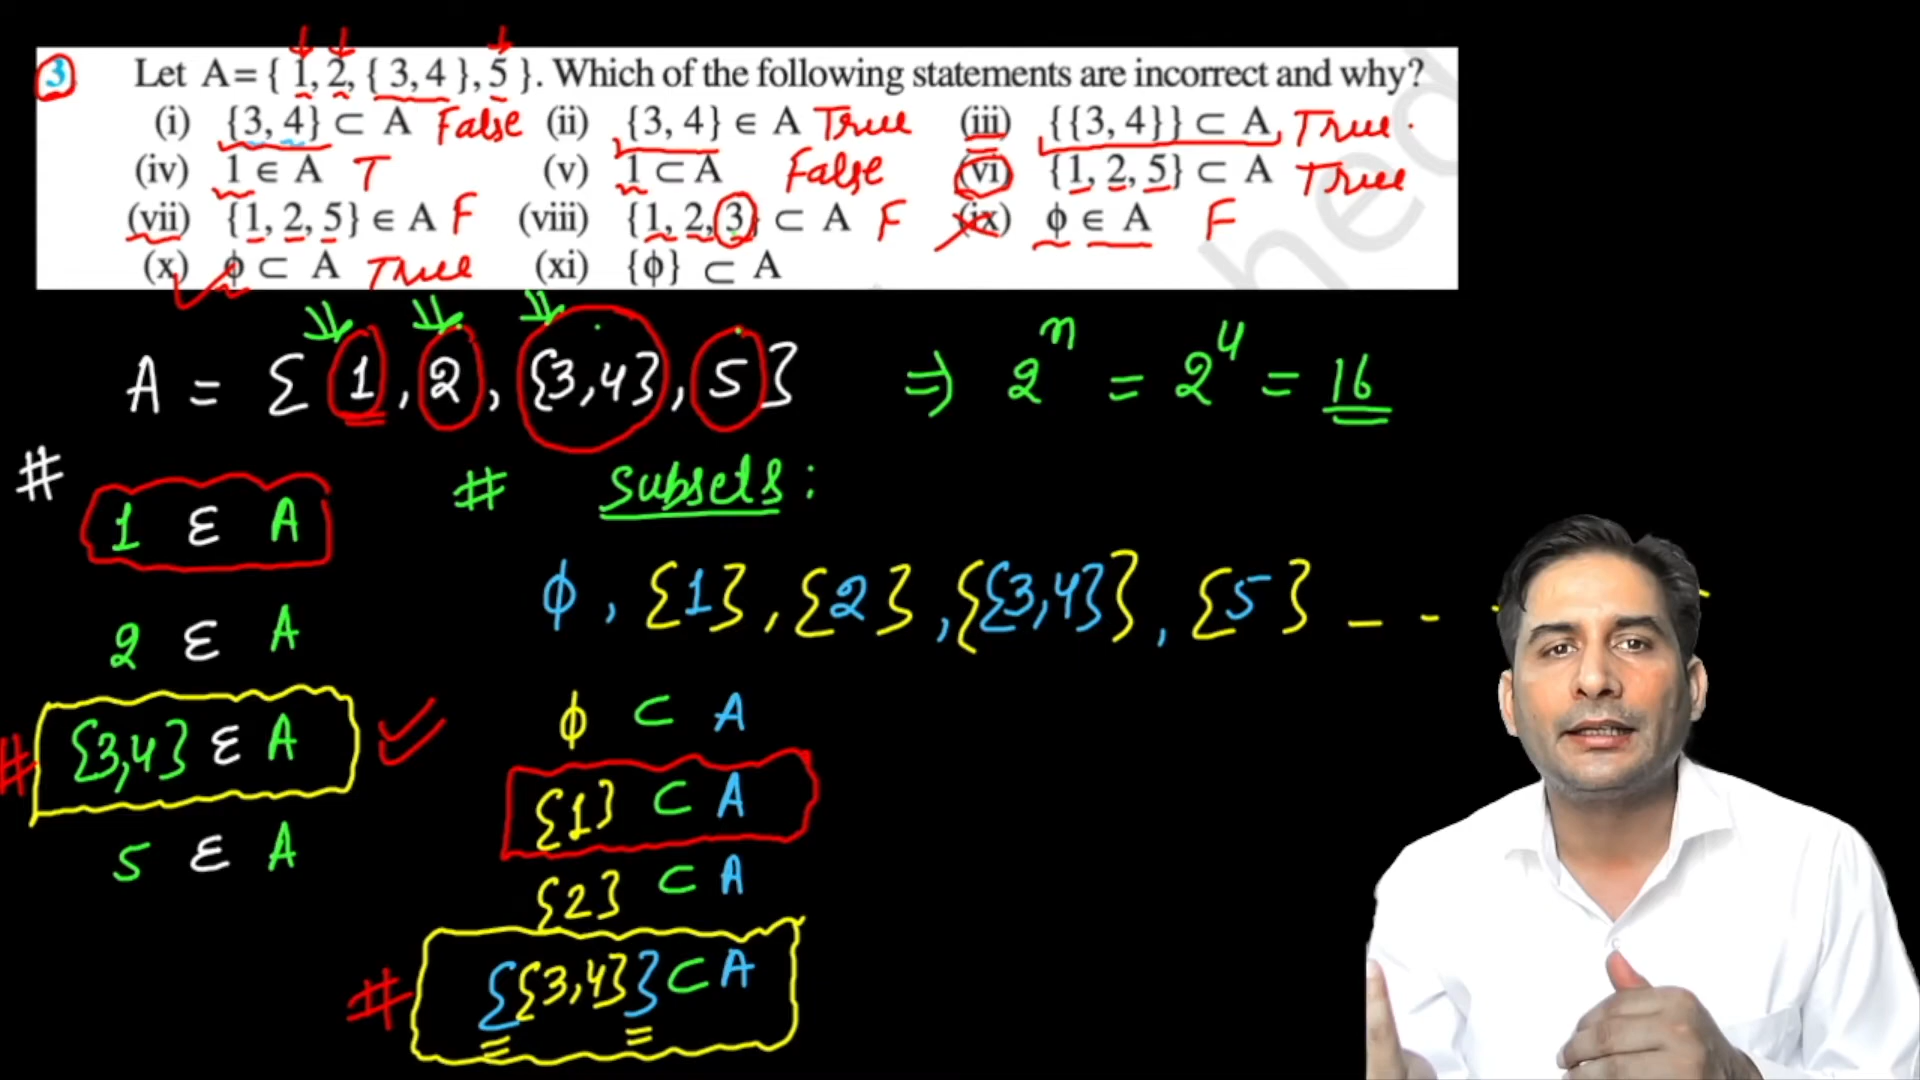 3 Let A= { 1, 2, { 3, 4 }, 5 }. Which of the following statements are incorrect and why?
(i) {3, 4} ⊂ A False (ii) {3, 4} ∈ A True (iii) {{3, 4}} ⊂ A True
(iv) 1 ∈ A T (v) 1 ⊂ A False (vi) {1, 2, 5} ⊂ A True
(vii) {1, 2, 5} ∈ A F (viii) {1, 2, 3} ⊂ A F (ix) ϕ ∈ A F
(x) ϕ ⊂ A True (xi) {ϕ} ⊂ A
A = { 1 , 2 , {3,4} , 5 } ⇒ 2ⁿ = 2⁴ = 16
# 1 ε A
2 ε A
# {3,4} ε A
5 ε A
# Subsets :
ϕ , {1} , {2} , {{3,4}} , {5} _ _
ϕ ⊂ A
{1} ⊂ A
{2} ⊂ A
# {{3,4}} ⊂ A